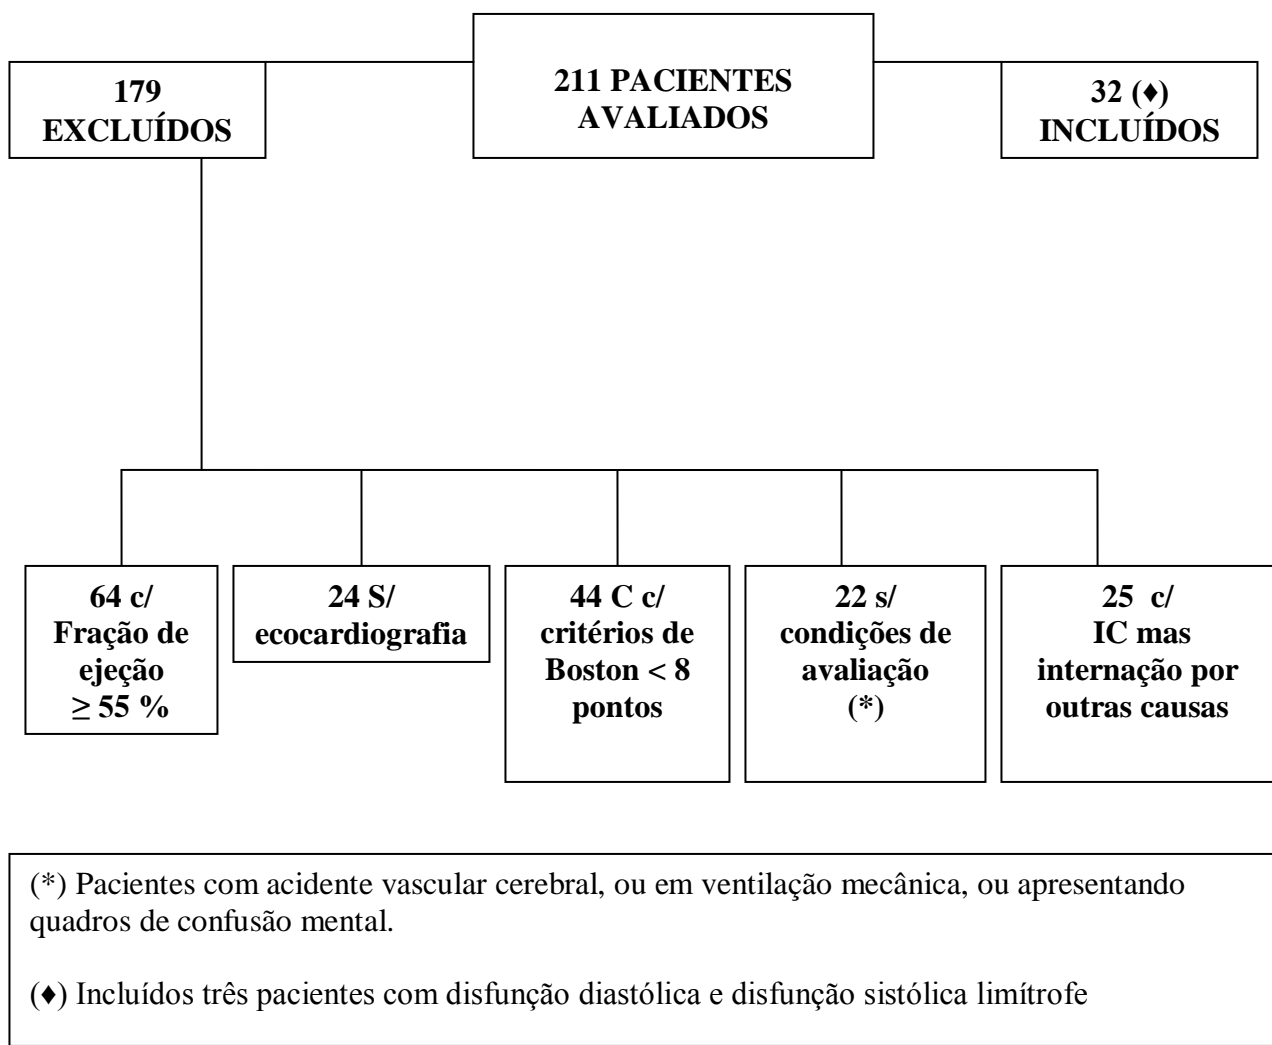 211 PACIENTES
AVALIADOS
179
EXCLUÍDOS
32 (♦)
INCLUÍDOS
64 c/
Fração de
ejeção
≥ 55 %
24 S/
ecocardiografia
44 C c/
critérios de
Boston < 8
pontos
22 s/
condições de
avaliação
(*)
25 c/
IC mas
internação por
outras causas
(*) Pacientes com acidente vascular cerebral, ou em ventilação mecânica, ou apresentando
quadros de confusão mental.
(♦) Incluídos três pacientes com disfunção diastólica e disfunção sistólica limítrofe